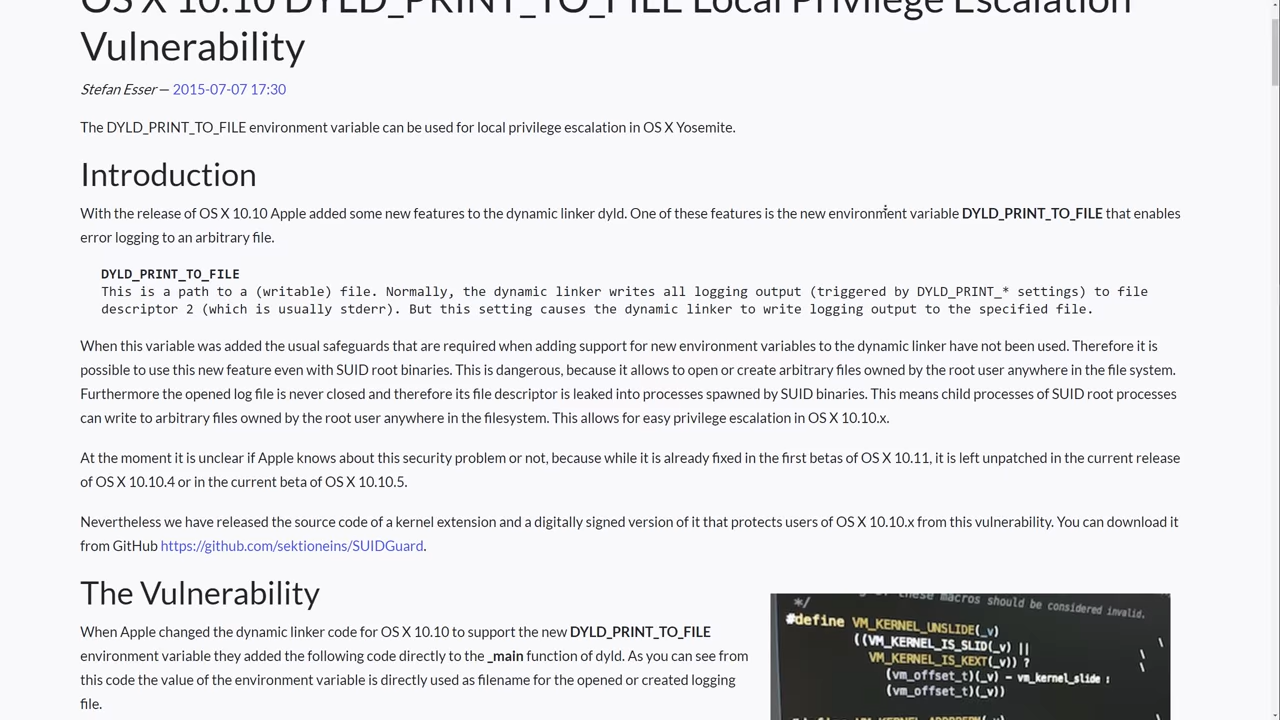 OS X 10.10 DYLD_PRINT_TO_FILE Local Privilege Escalation
Vulnerability
Stefan Esser — 2015-07-07 17:30
The DYLD_PRINT_TO_FILE environment variable can be used for local privilege escalation in OS X Yosemite.
Introduction
With the release of OS X 10.10 Apple added some new features to the dynamic linker dyld. One of these features is the new environment variable DYLD_PRINT_TO_FILE that enables
error logging to an arbitrary file.
DYLD_PRINT_TO_FILE
This is a path to a (writable) file. Normally, the dynamic linker writes all logging output (triggered by DYLD_PRINT_* settings) to file
descriptor 2 (which is usually stderr). But this setting causes the dynamic linker to write logging output to the specified file.
When this variable was added the usual safeguards that are required when adding support for new environment variables to the dynamic linker have not been used. Therefore it is
possible to use this new feature even with SUID root binaries. This is dangerous, because it allows to open or create arbitrary files owned by the root user anywhere in the file system.
Furthermore the opened log file is never closed and therefore its file descriptor is leaked into processes spawned by SUID binaries. This means child processes of SUID root processes
can write to arbitrary files owned by the root user anywhere in the filesystem. This allows for easy privilege escalation in OS X 10.10.x.
At the moment it is unclear if Apple knows about this security problem or not, because while it is already fixed in the first betas of OS X 10.11, it is left unpatched in the current release
of OS X 10.10.4 or in the current beta of OS X 10.10.5.
Nevertheless we have released the source code of a kernel extension and a digitally signed version of it that protects users of OS X 10.10.x from this vulnerability. You can download it
from GitHub https://github.com/sektioneins/SUIDGuard.
The Vulnerability
When Apple changed the dynamic linker code for OS X 10.10 to support the new DYLD_PRINT_TO_FILE
environment variable they added the following code directly to the _main function of dyld. As you can see from
this code the value of the environment variable is directly used as filename for the opened or created logging
file.
these macros should be considered invalid.
*/
#define VM_KERNEL_UNSLIDE(_v) \
((VM_KERNEL_IS_SLID(_v) || \
VM_KERNEL_IS_KEXT(_v)) ? \
(vm_offset_t)(_v) - vm_kernel_slide :
(vm_offset_t)(_v))